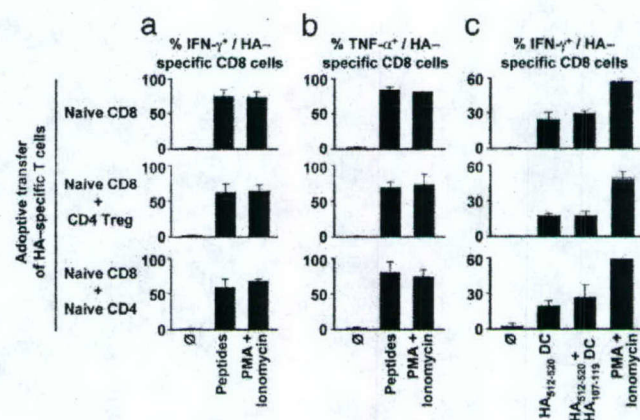 a
% IFN-γ⁺ / HA–
specific CD8 cells
b
% TNF-α⁺ / HA–
specific CD8 cells
c
% IFN-γ⁺ / HA–
specific CD8 cells
Adoptive transfer
of HA–specific T cells
Naive CD8
100
50
0
100
50
0
60
30
0
Naive CD8
+
CD4 Treg
100
50
0
100
50
0
60
30
0
Naive CD8
+
Naive CD4
100
50
0
100
50
0
60
30
0
Ø
Peptides
PMA +
Ionomycin
Ø
Peptides
PMA +
Ionomycin
Ø
HA512-520 DC
HA512-520 +
HA107-119 DC
PMA +
Ionomycin